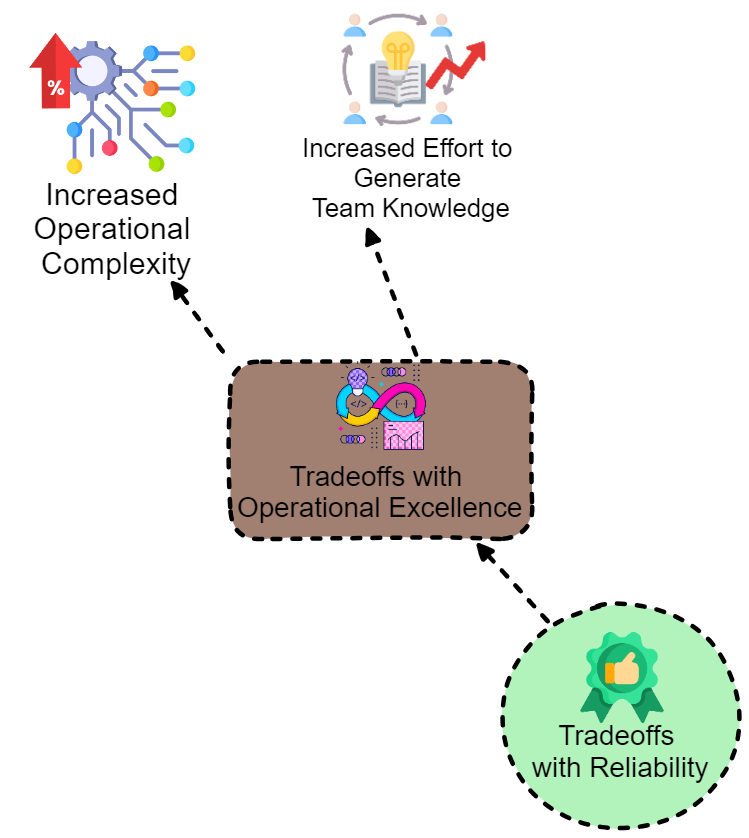 %
Increased
Operational
Complexity
Increased Effort to
Generate
Team Knowledge
</>
</>
{...}
Tradeoffs with
Operational Excellence
Tradeoffs
with Reliability